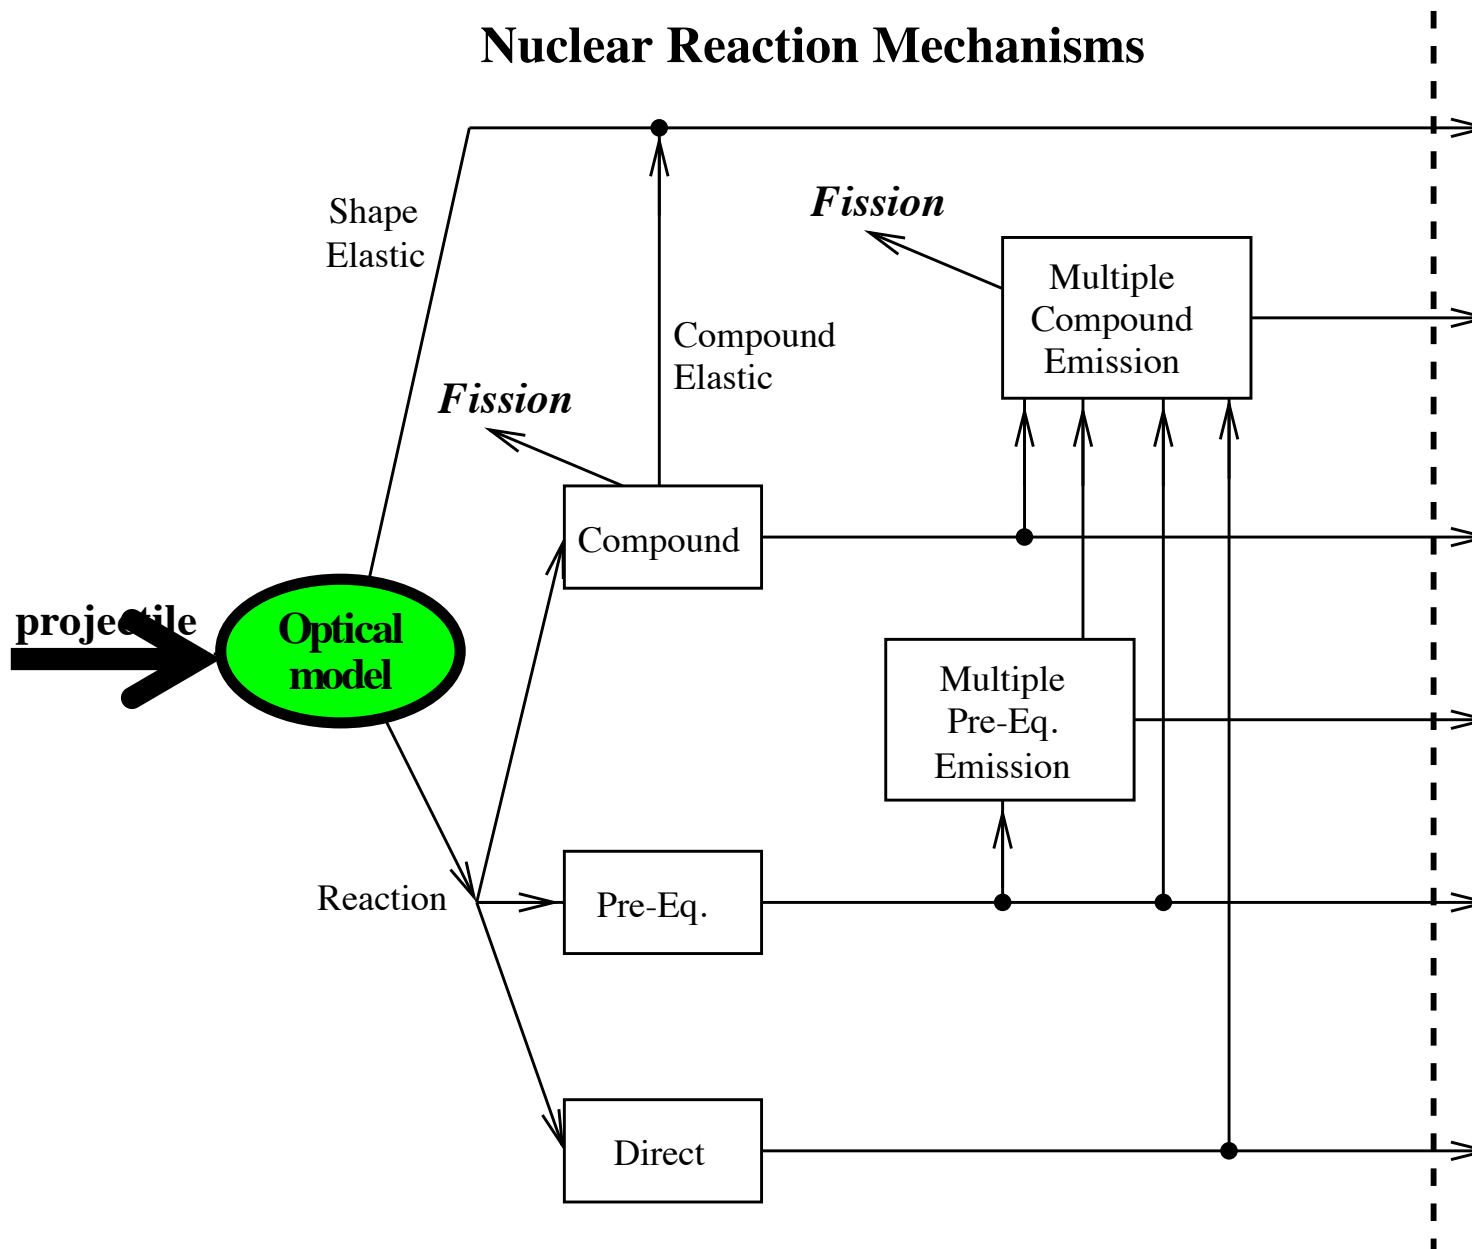 Nuclear Reaction Mechanisms
Shape
Elastic
Fission
Multiple
Compound
Emission
Compound
Elastic
Fission
Compound
projectile
Optical
model
Multiple
Pre-Eq.
Emission
Reaction
Pre-Eq.
Direct